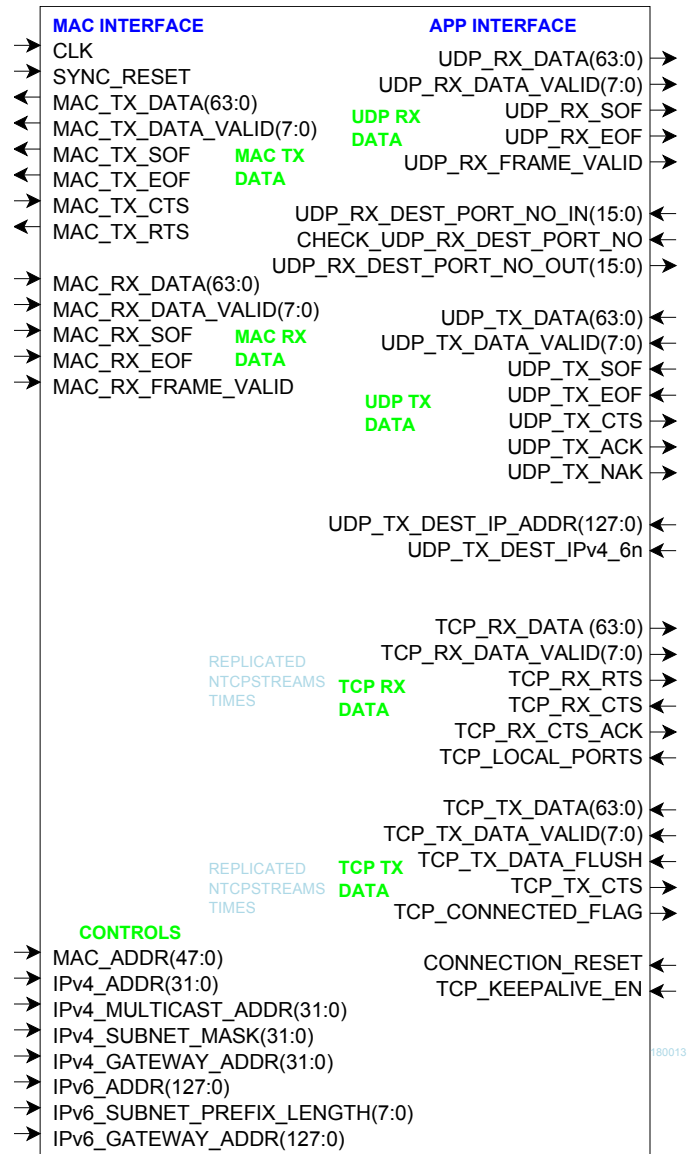 MAC INTERFACE
CLK
SYNC_RESET
MAC_TX_DATA(63:0)
MAC_TX_DATA_VALID(7:0)
MAC_TX_SOF
MAC_TX_EOF
MAC_TX_CTS
MAC_TX_RTS
MAC TX
DATA
MAC_RX_DATA(63:0)
MAC_RX_DATA_VALID(7:0)
MAC_RX_SOF
MAC_RX_EOF
MAC_RX_FRAME_VALID
MAC RX
DATA
APP INTERFACE
UDP_RX_DATA(63:0)
UDP_RX_DATA_VALID(7:0)
UDP_RX_SOF
UDP_RX_EOF
UDP_RX_FRAME_VALID
UDP RX
DATA
UDP_RX_DEST_PORT_NO_IN(15:0)
CHECK_UDP_RX_DEST_PORT_NO
UDP_RX_DEST_PORT_NO_OUT(15:0)
UDP_TX_DATA(63:0)
UDP_TX_DATA_VALID(7:0)
UDP_TX_SOF
UDP_TX_EOF
UDP_TX_CTS
UDP_TX_ACK
UDP_TX_NAK
UDP TX
DATA
UDP_TX_DEST_IP_ADDR(127:0)
UDP_TX_DEST_IPv4_6n
TCP_RX_DATA (63:0)
TCP_RX_DATA_VALID(7:0)
TCP_RX_RTS
TCP_RX_CTS
TCP_RX_CTS_ACK
TCP_LOCAL_PORTS
REPLICATED
NTCPSTREAMS
TIMES
TCP RX
DATA
TCP_TX_DATA(63:0)
TCP_TX_DATA_VALID(7:0)
TCP_TX_DATA_FLUSH
TCP_TX_CTS
TCP_CONNECTED_FLAG
REPLICATED
NTCPSTREAMS
TIMES
TCP TX
DATA
CONNECTION_RESET
TCP_KEEPALIVE_EN
CONTROLS
MAC_ADDR(47:0)
IPv4_ADDR(31:0)
IPv4_MULTICAST_ADDR(31:0)
IPv4_SUBNET_MASK(31:0)
IPv4_GATEWAY_ADDR(31:0)
IPv6_ADDR(127:0)
IPv6_SUBNET_PREFIX_LENGTH(7:0)
IPv6_GATEWAY_ADDR(127:0)
180013